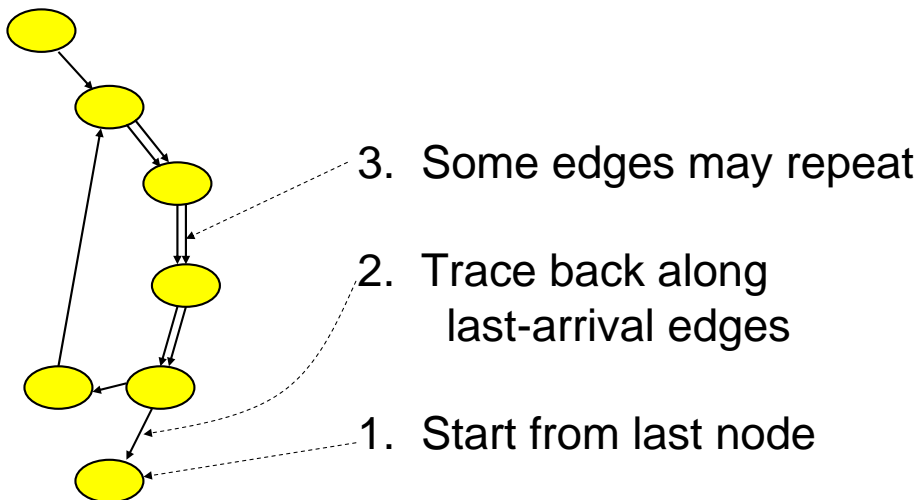 3. Some edges may repeat
2. Trace back along
last-arrival edges
1. Start from last node